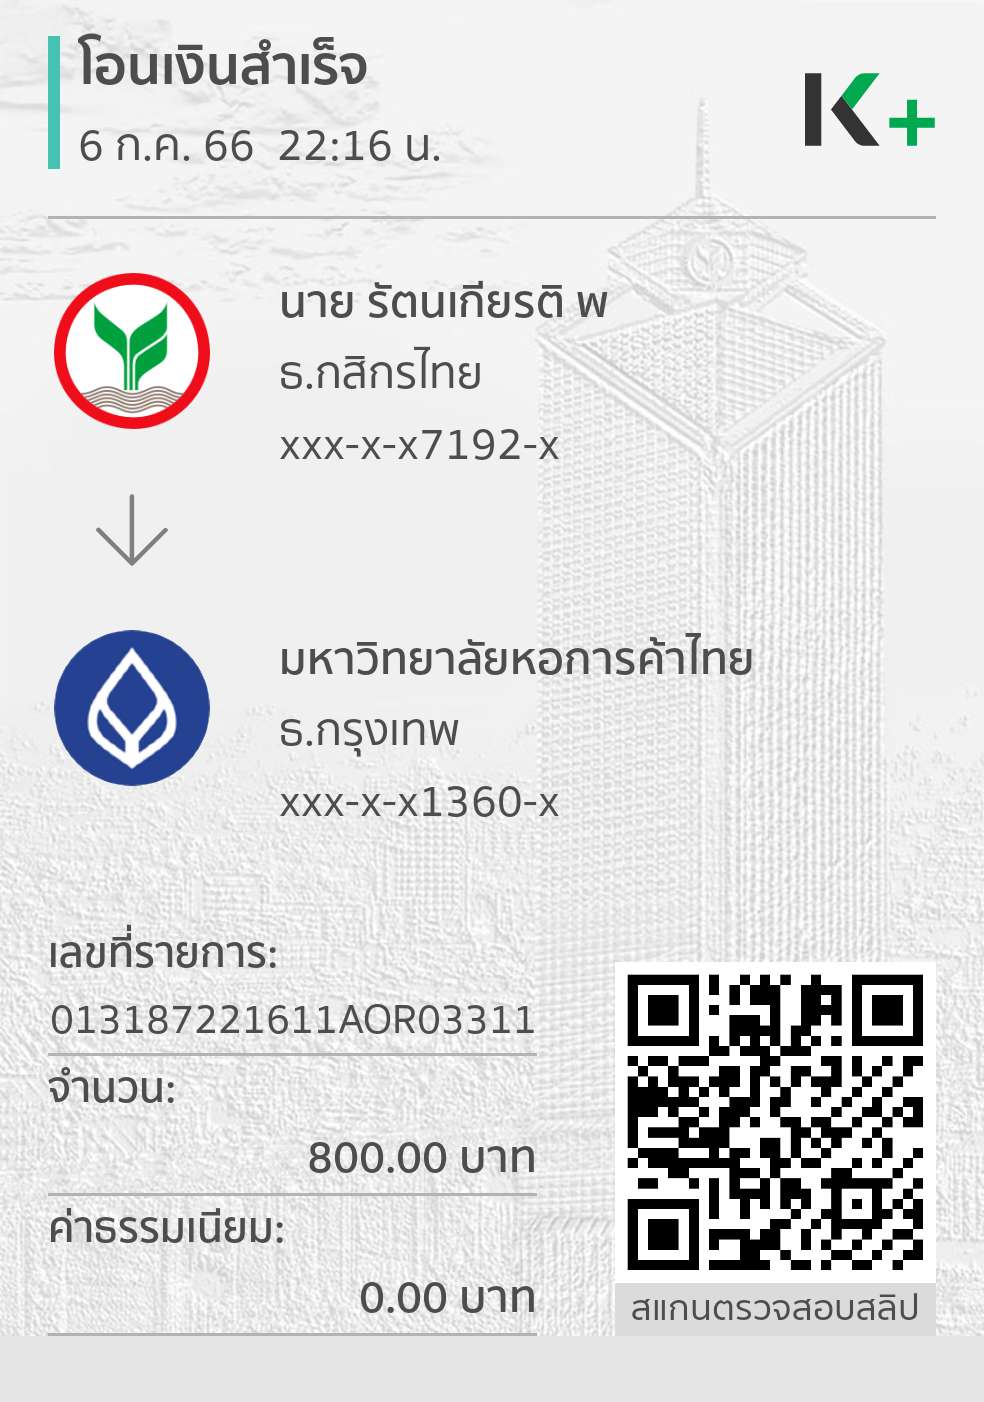 โอนเงินสำเร็จ
6 ก.ค. 66 22:16 น.
K+
นาย รัตนเกียรติ พ
ธ.กสิกรไทย
xxx-x-x7192-x
มหาวิทยาลัยหอการค้าไทย
ธ.กรุงเทพ
xxx-x-x1360-x
เลขที่รายการ:
013187221611AOR03311
จำนวน:
800.00 บาท
ค่าธรรมเนียม:
0.00 บาท
สแกนตรวจสอบสลิป